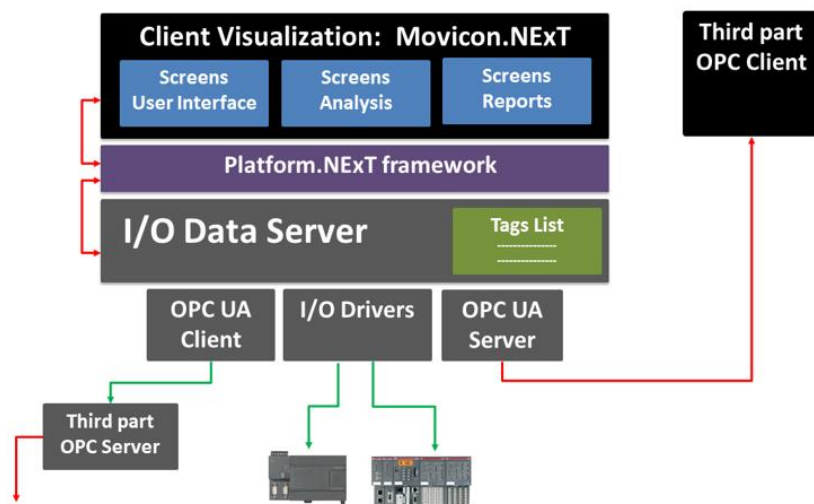 Client Visualization: Movicon.NExT
Screens
User Interface
Screens
Analysis
Screens
Reports
Third part
OPC Client
Platform.NExT framework
I/O Data Server
Tags List
---------------
---------------
OPC UA
Client
I/O Drivers
OPC UA
Server
Third part
OPC Server